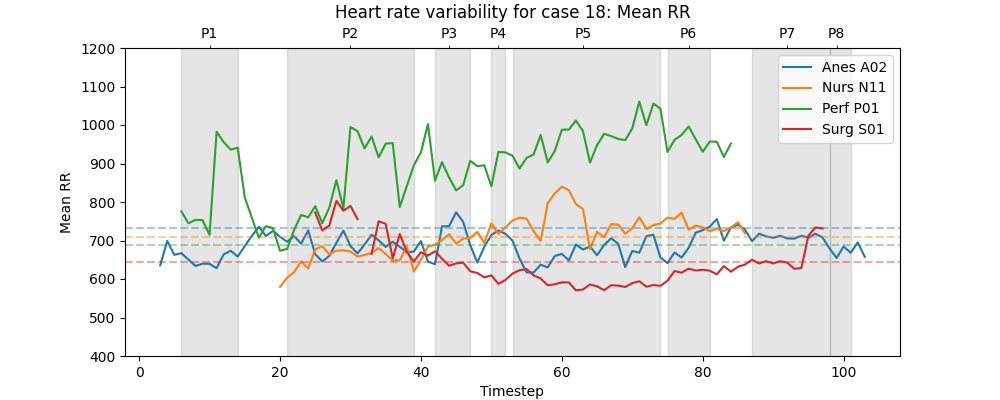 Heart rate variability for case 18: Mean RR
P1 P2 P3 P4 P5 P6 P7 P8
1200
1100
1000
900
800
700
600
500
400
Mean RR
Anes A02
Nurs N11
Perf P01
Surg S01
0 20 40 60 80 100
Timestep